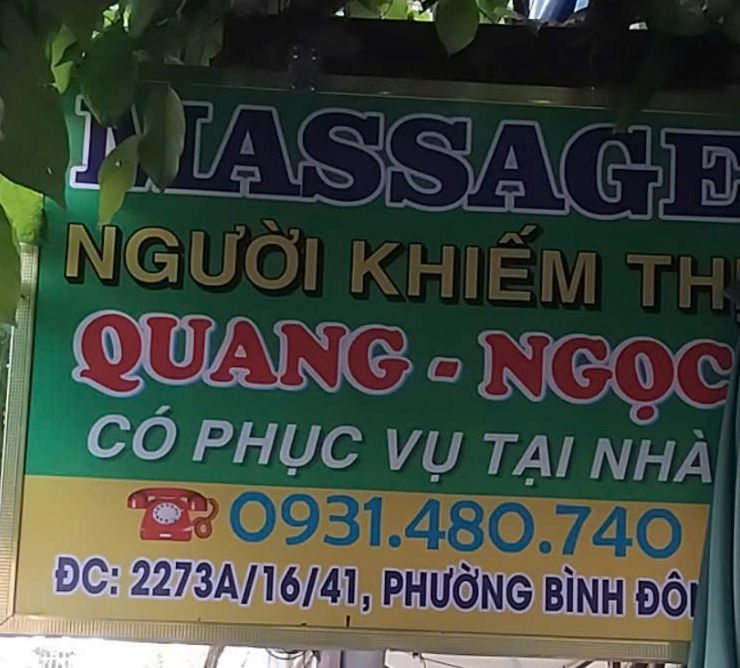 MASSAGE
NGƯỜI KHIẾM THỊ
QUANG - NGỌC
CÓ PHỤC VỤ TẠI NHÀ
0931.480.740
ĐC: 2273A/16/41, PHƯỜNG BÌNH